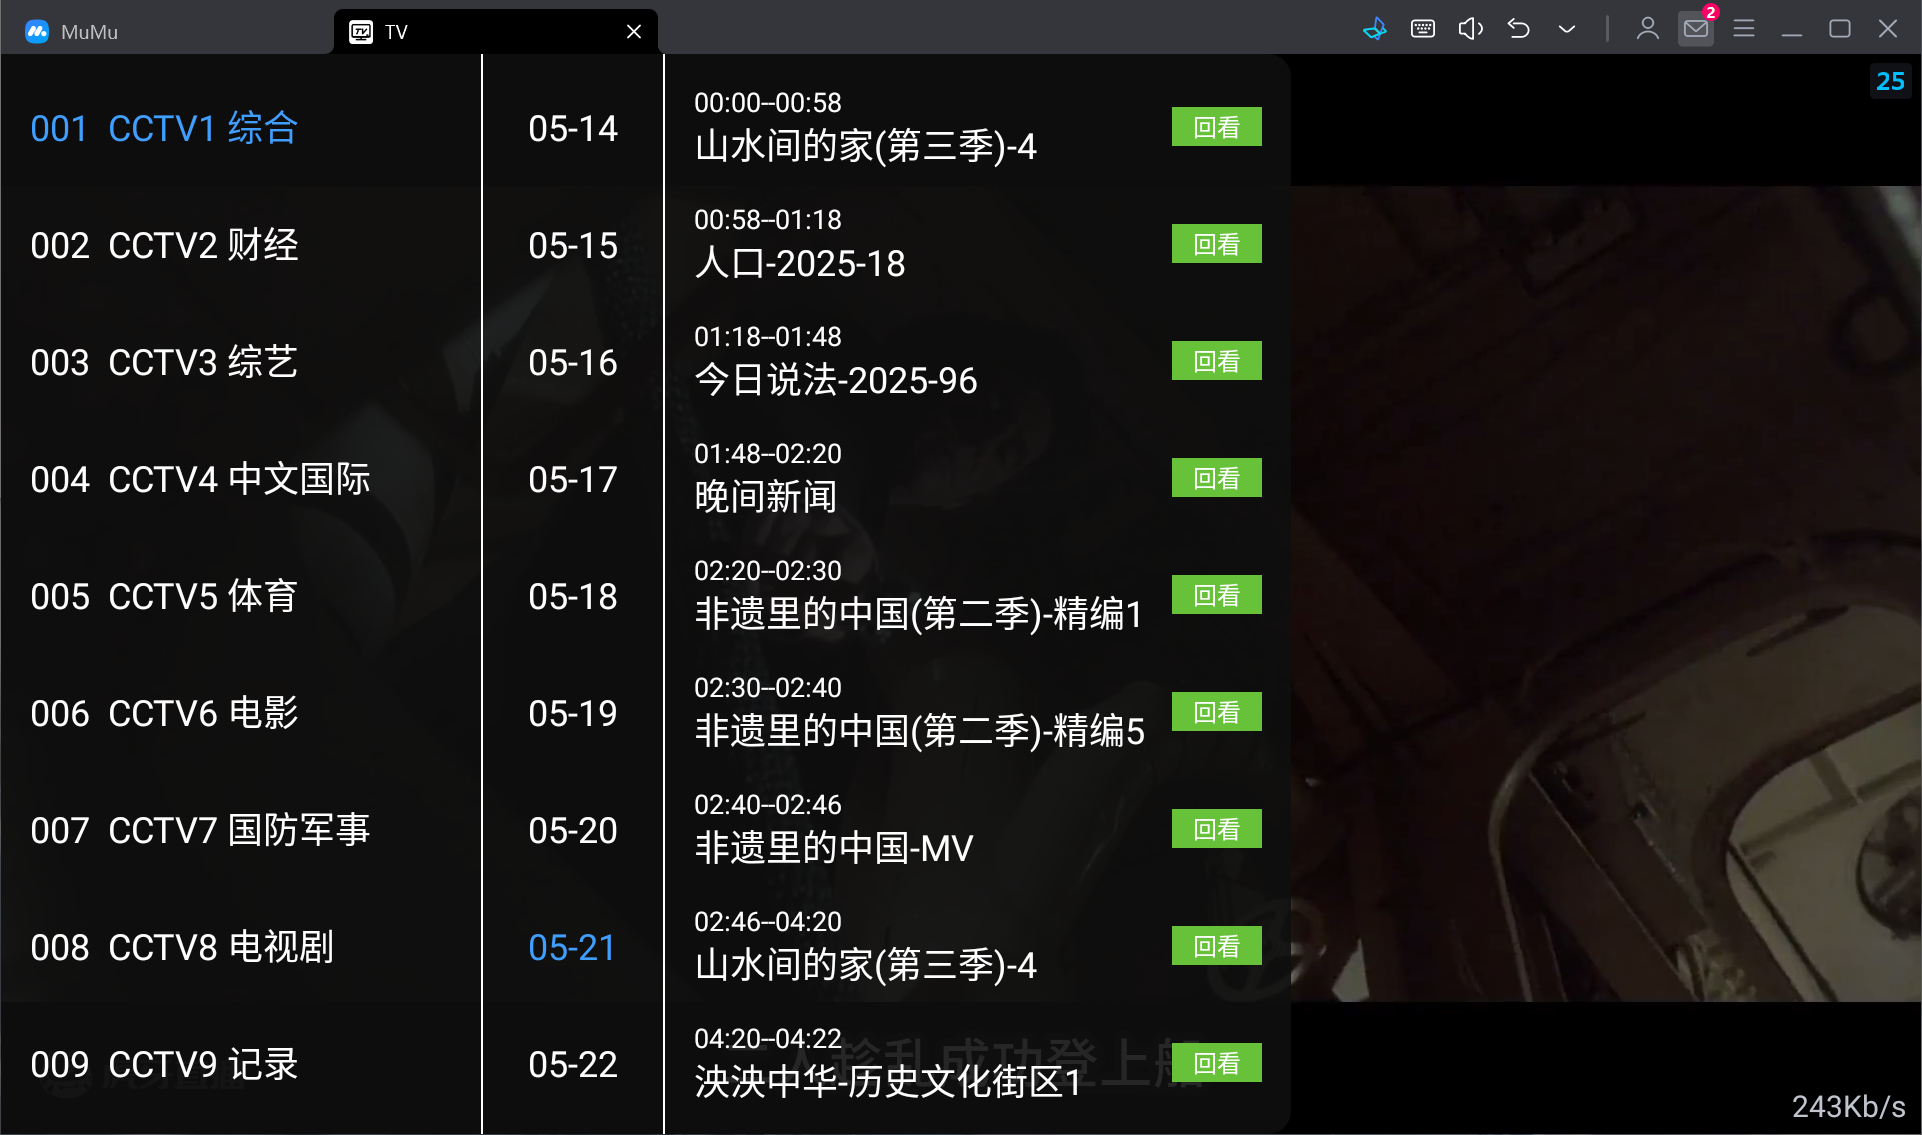 MuMu
TV
2
25
001 CCTV1 综合
002 CCTV2 财经
003 CCTV3 综艺
004 CCTV4 中文国际
005 CCTV5 体育
006 CCTV6 电影
007 CCTV7 国防军事
008 CCTV8 电视剧
009 CCTV9 记录
05-14
05-15
05-16
05-17
05-18
05-19
05-20
05-21
05-22
00:00--00:58
山水间的家(第三季)-4
回看
00:58--01:18
人口-2025-18
回看
01:18--01:48
今日说法-2025-96
回看
01:48--02:20
晚间新闻
回看
02:20--02:30
非遗里的中国(第二季)-精编1
回看
02:30--02:40
非遗里的中国(第二季)-精编5
回看
02:40--02:46
非遗里的中国-MV
回看
02:46--04:20
山水间的家(第三季)-4
回看
04:20--04:22
泱泱中华-历史文化街区1
回看
二人趁乱成功登上船
243Kb/s